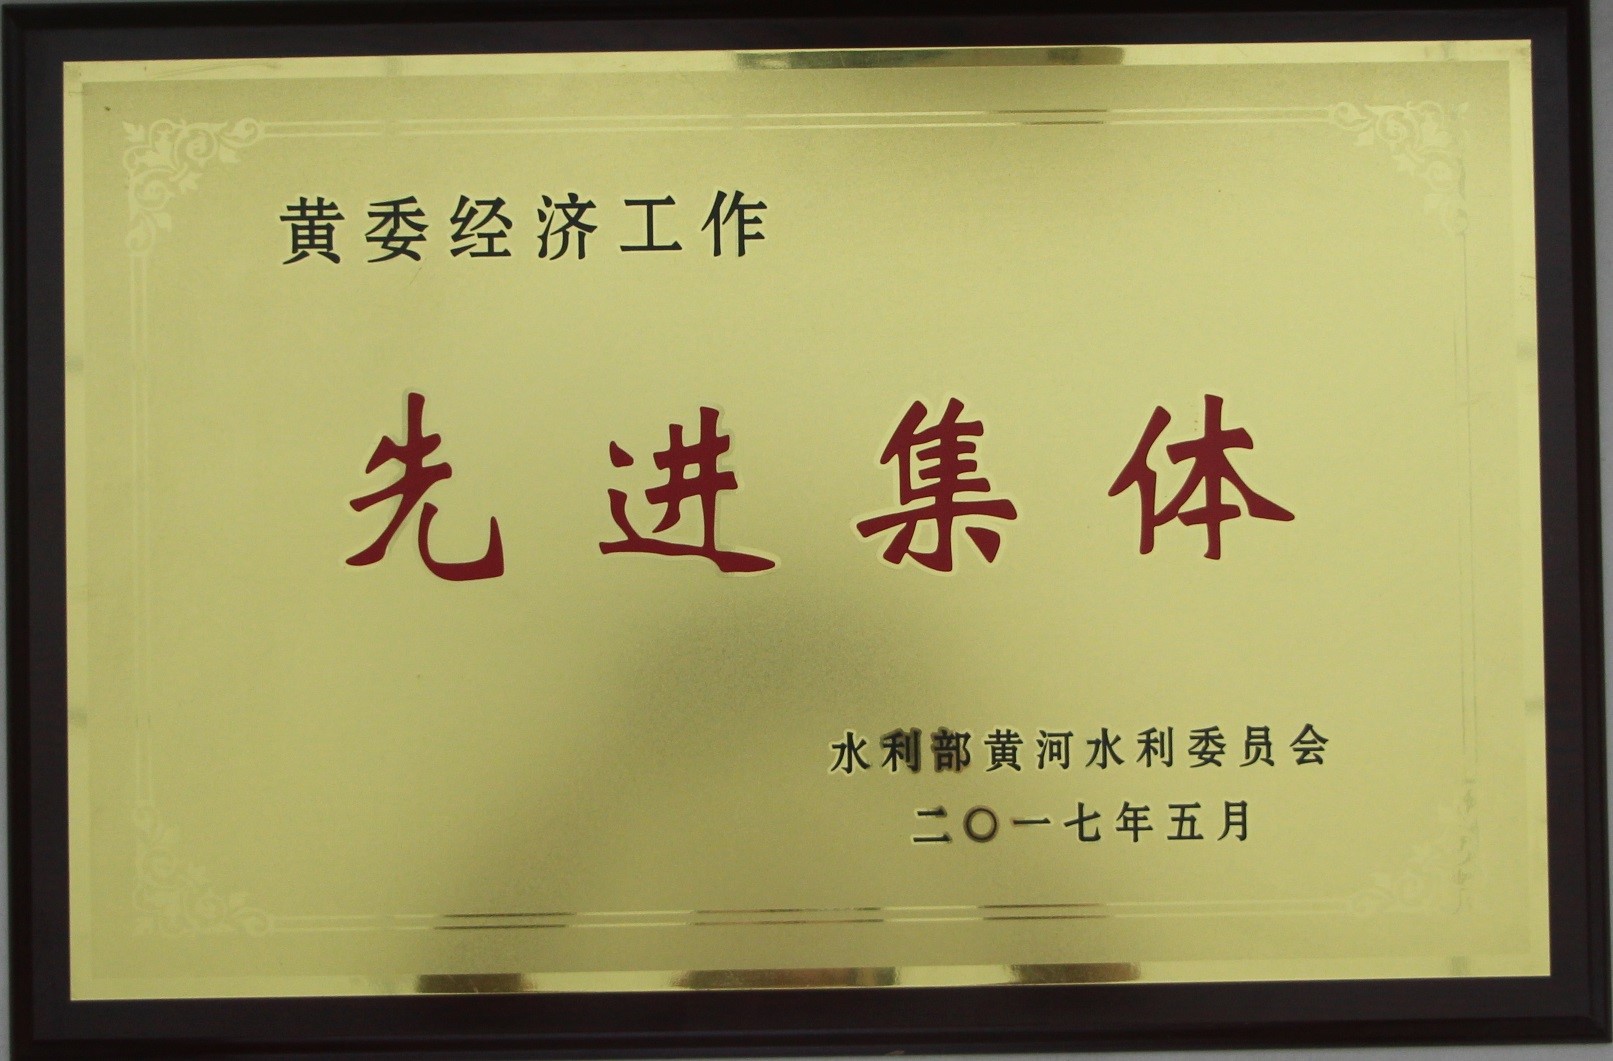 黄委经济工作
先进集体
水利部黄河水利委员会
二〇一七年五月